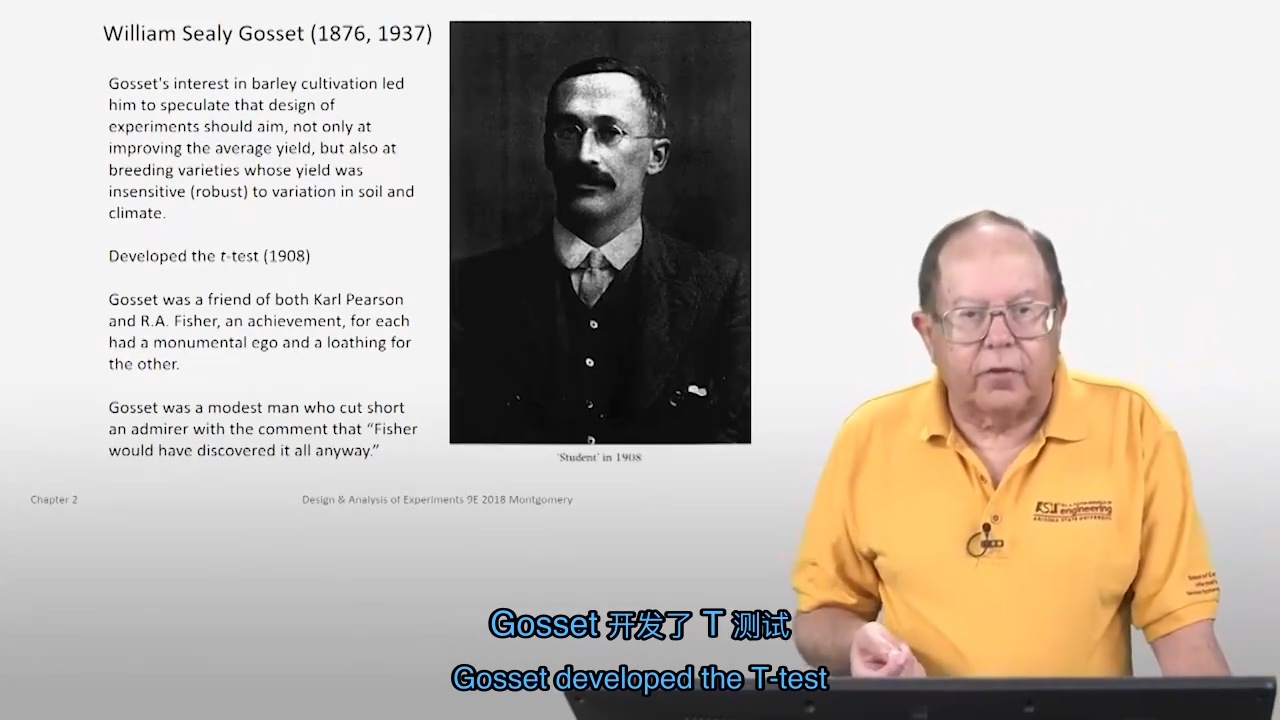 William Sealy Gosset (1876, 1937)
Gosset's interest in barley cultivation led
him to speculate that design of
experiments should aim, not only at
improving the average yield, but also at
breeding varieties whose yield was
insensitive (robust) to variation in soil and
climate.
Developed the t-test (1908)
Gosset was a friend of both Karl Pearson
and R.A. Fisher, an achievement, for each
had a monumental ego and a loathing for
the other.
Gosset was a modest man who cut short
an admirer with the comment that “Fisher
would have discovered it all anyway.”
'Student' in 1908
Chapter 2
Design & Analysis of Experiments 9E 2018 Montgomery
ASU
engineering
ARIZONA STATE UNIVERSITY
Gosset 开发了 T 测试
Gosset developed the T-test